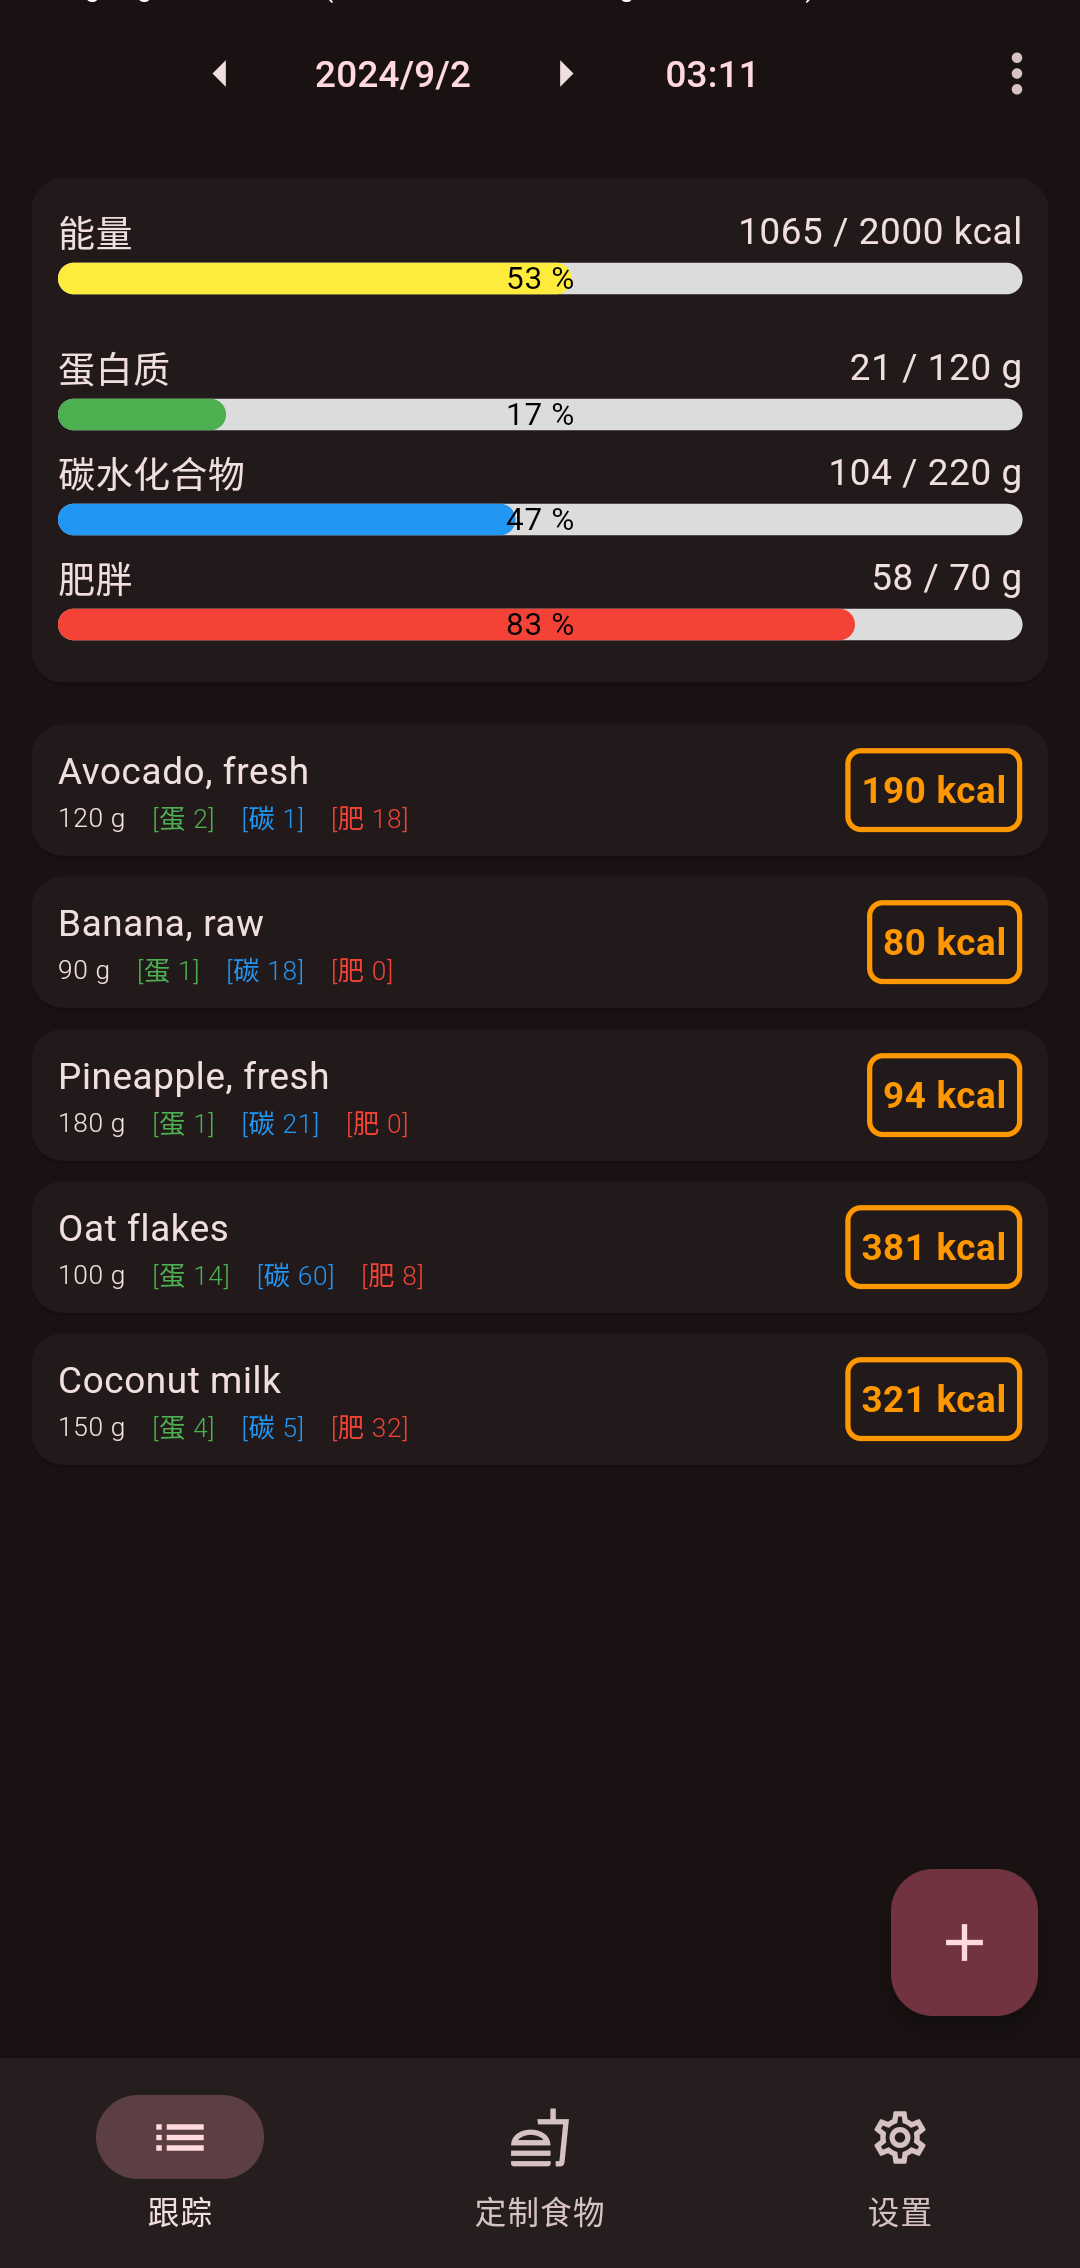 2024/9/2 03:11
能量 1065 / 2000 kcal
53 %
蛋白质 21 / 120 g
17 %
碳水化合物 104 / 220 g
47 %
肥胖 58 / 70 g
83 %
Avocado, fresh 190 kcal
120 g [蛋 2] [碳 1] [肥 18]
Banana, raw 80 kcal
90 g [蛋 1] [碳 18] [肥 0]
Pineapple, fresh 94 kcal
180 g [蛋 1] [碳 21] [肥 0]
Oat flakes 381 kcal
100 g [蛋 14] [碳 60] [肥 8]
Coconut milk 321 kcal
150 g [蛋 4] [碳 5] [肥 32]
跟踪 定制食物 设置